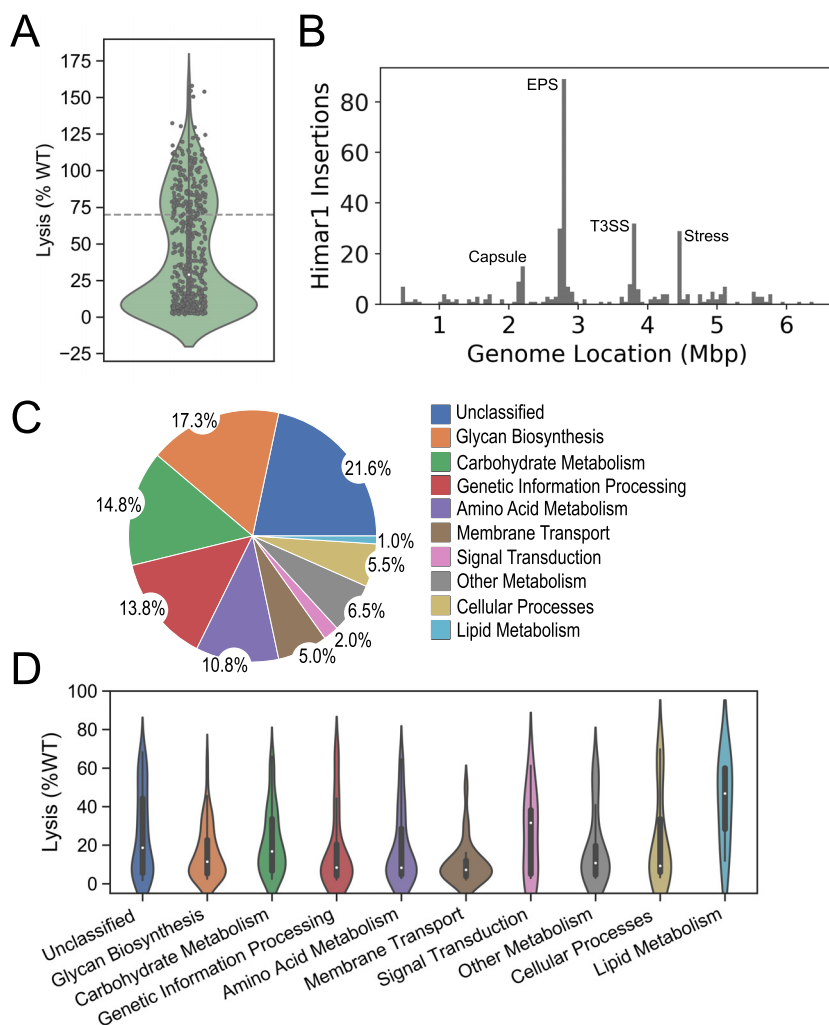 A
Lysis (% WT)
175
150
125
100
75
50
25
0
−25
B
Himar1 Insertions
80
60
40
20
0
EPS
T3SS
Stress
Capsule
1 2 3 4 5 6
Genome Location (Mbp)
C
17.3%
21.6%
14.8%
13.8%
10.8%
5.0%
2.0%
6.5%
5.5%
1.0%
Unclassified
Glycan Biosynthesis
Carbohydrate Metabolism
Genetic Information Processing
Amino Acid Metabolism
Membrane Transport
Signal Transduction
Other Metabolism
Cellular Processes
Lipid Metabolism
D
Lysis (%WT)
100
80
60
40
20
0
Unclassified
Glycan Biosynthesis
Carbohydrate Metabolism
Genetic Information Processing
Amino Acid Metabolism
Membrane Transport
Signal Transduction
Other Metabolism
Cellular Processes
Lipid Metabolism